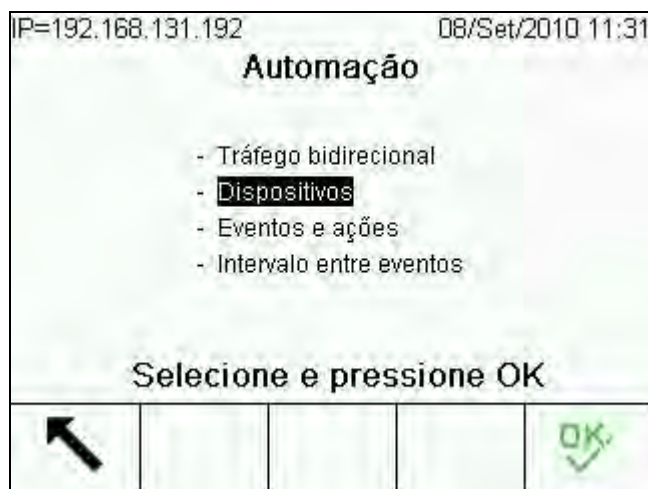 IP=192.168.131.192 08/Set/2010 11:31
Automação
- Tráfego bidirecional
- Dispositivos
- Eventos e ações
- Intervalo entre eventos
Selecione e pressione OK
OK